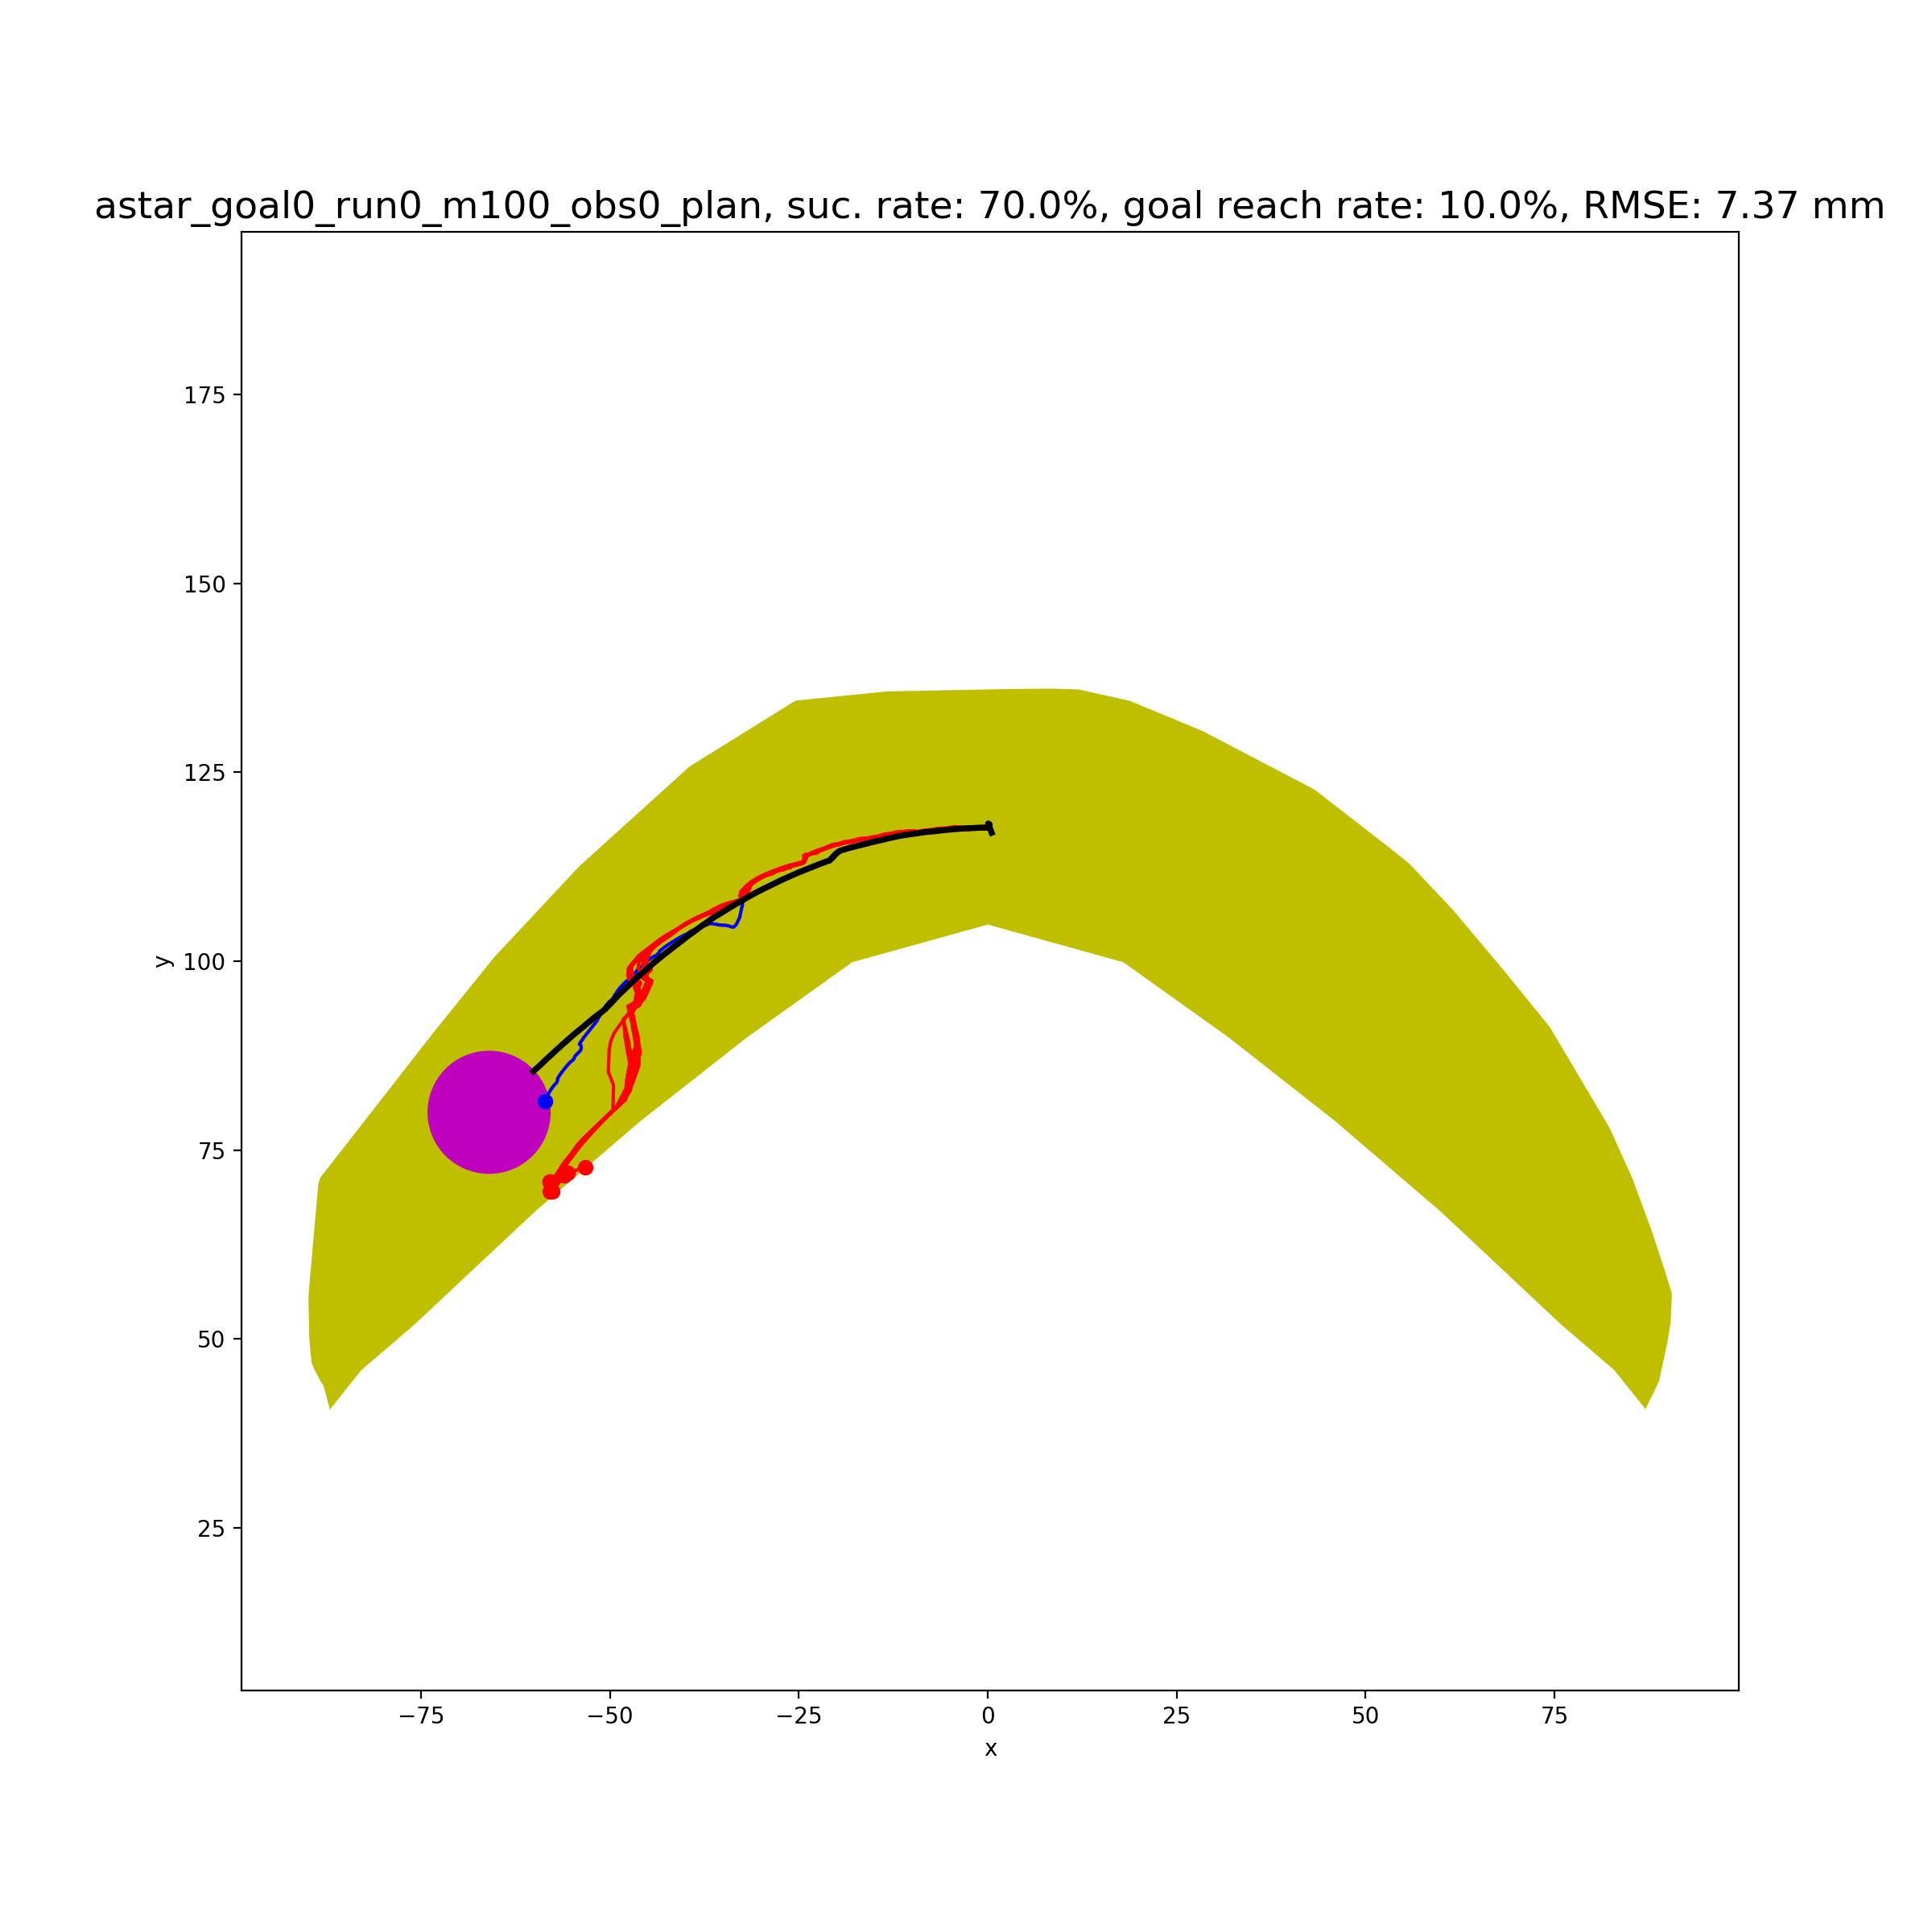 astar_goal0_run0_m100_obs0_plan, suc. rate: 70.0%, goal reach rate: 10.0%, RMSE: 7.37 mm
175
150
125
y
100
75
50
25
−75 −50 −25 0 25 50 75
x